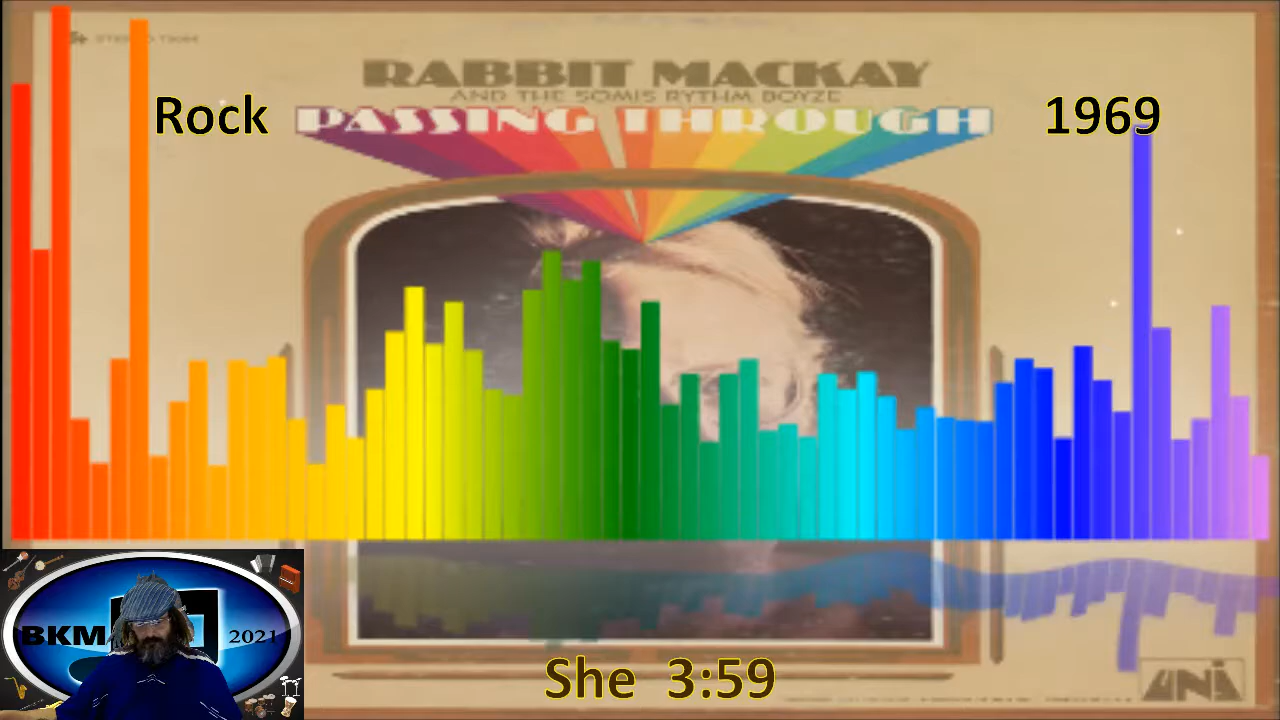 RABBIT MACKAY
AND THE SOMIS RYTHM BOYZE
Rock
PASSING THROUGH
1969
BKM
2021
She 3:59
UNI